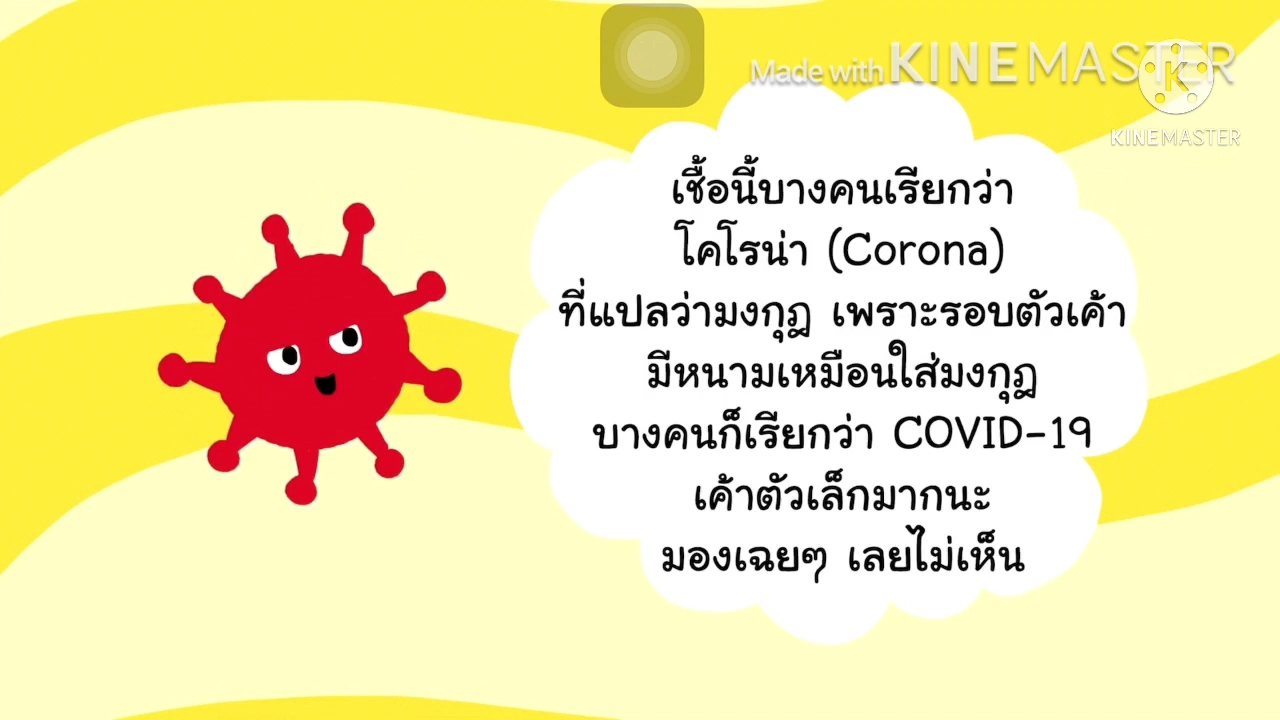 Made with KINEMASTER
KINEMASTER
เชื้อนี้บางคนเรียกว่า
โคโรน่า (Corona)
ที่แปลว่ามงกุฎ เพราะรอบตัวเค้า
มีหนามเหมือนใส่มงกุฎ
บางคนก็เรียกว่า COVID-19
เค้าตัวเล็กมากนะ
มองเฉยๆ เลยไม่เห็น